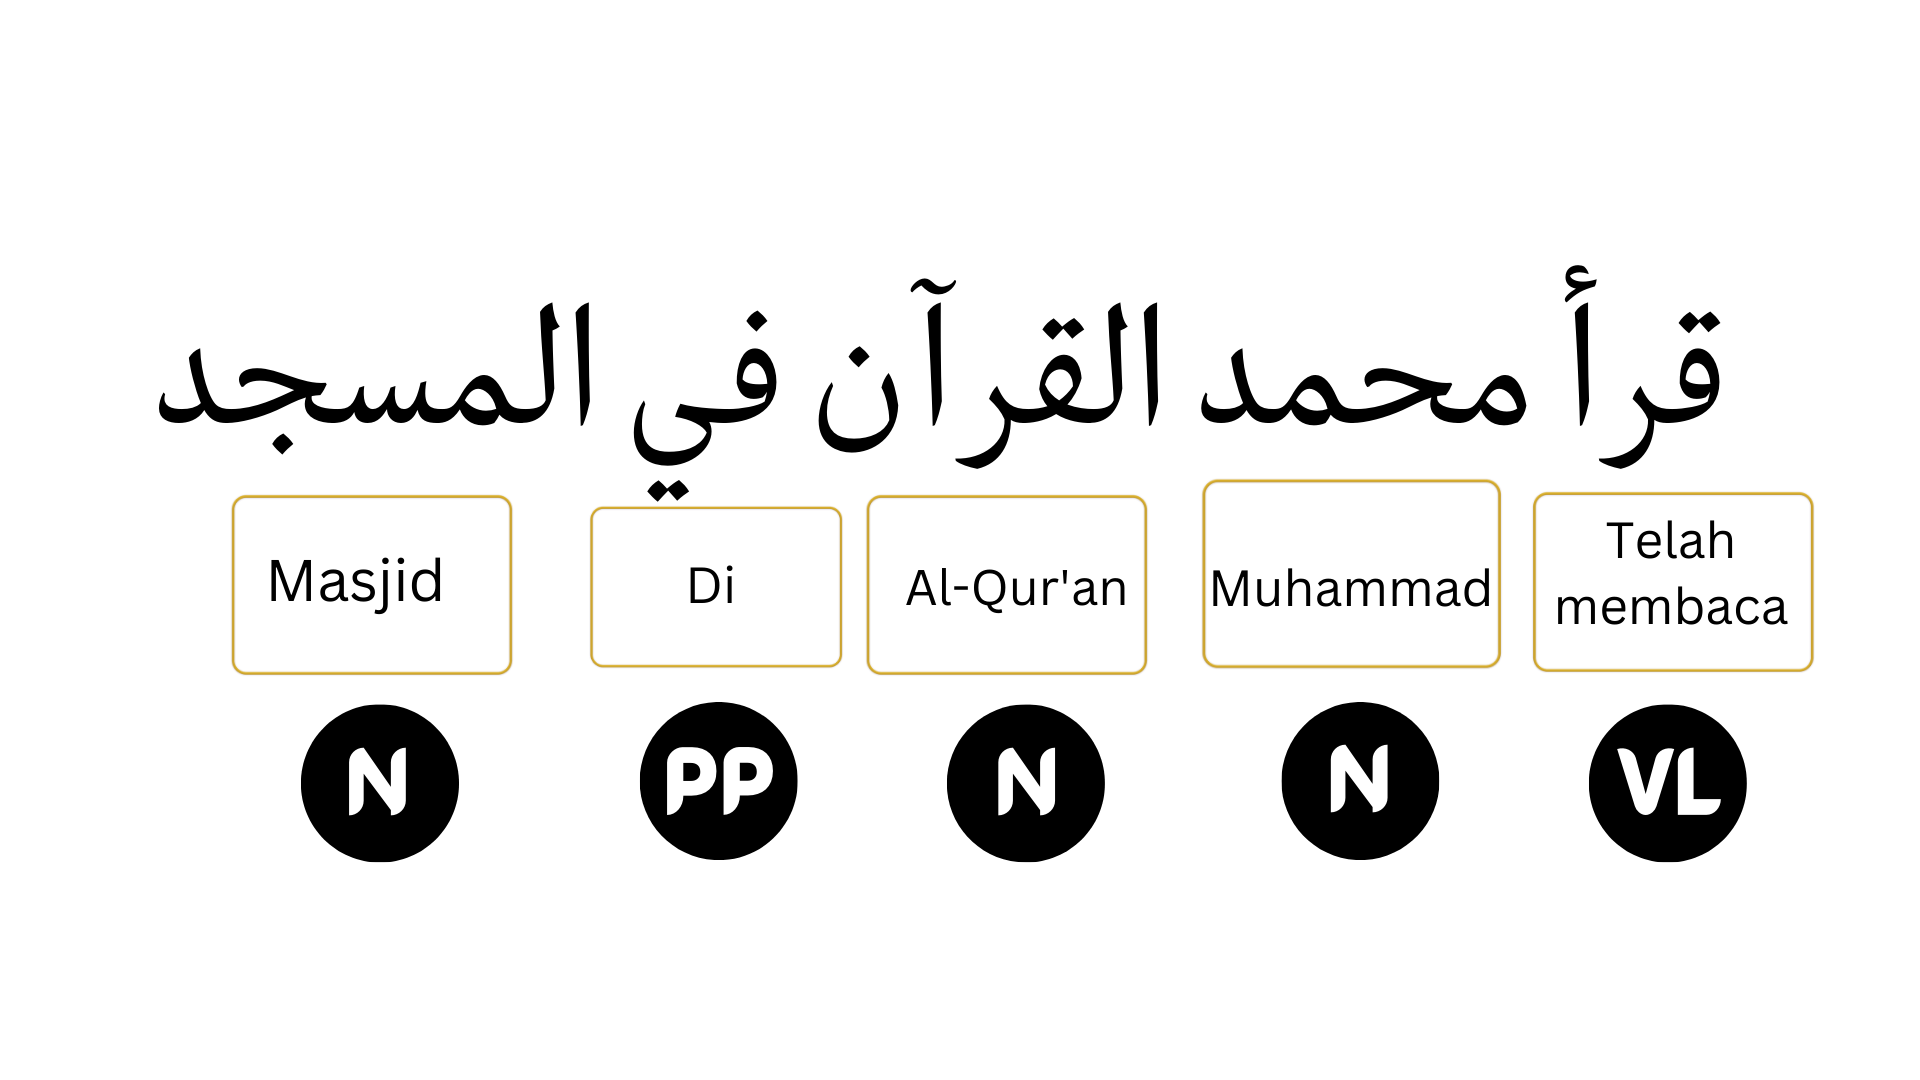 قرأ محمد القرآن في المسجد
Masjid
Di
Al-Qur'an
Muhammad
Telah
membaca
N
PP
N
N
VL